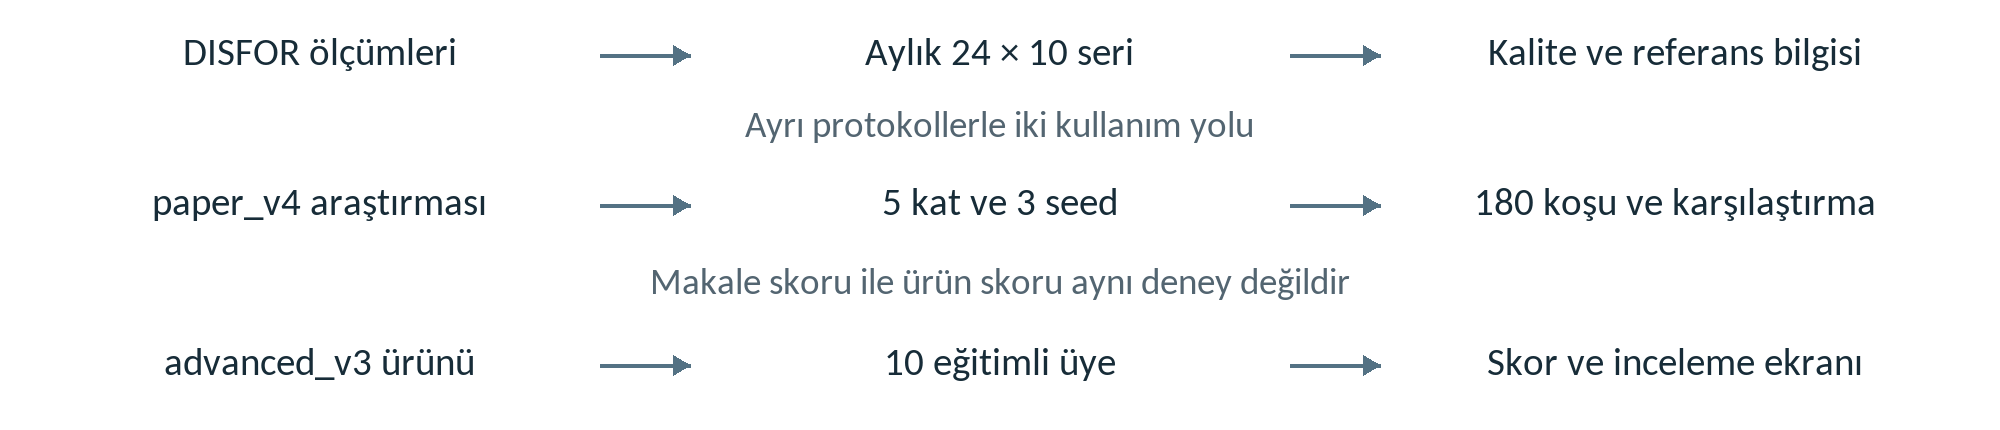 DISFOR ölçümleri → Aylık 24 × 10 seri → Kalite ve referans bilgisi
Ayrı protokollerle iki kullanım yolu
paper_v4 araştırması → 5 kat ve 3 seed → 180 koşu ve karşılaştırma
Makale skoru ile ürün skoru aynı deney değildir
advanced_v3 ürünü → 10 eğitimli üye → Skor ve inceleme ekranı